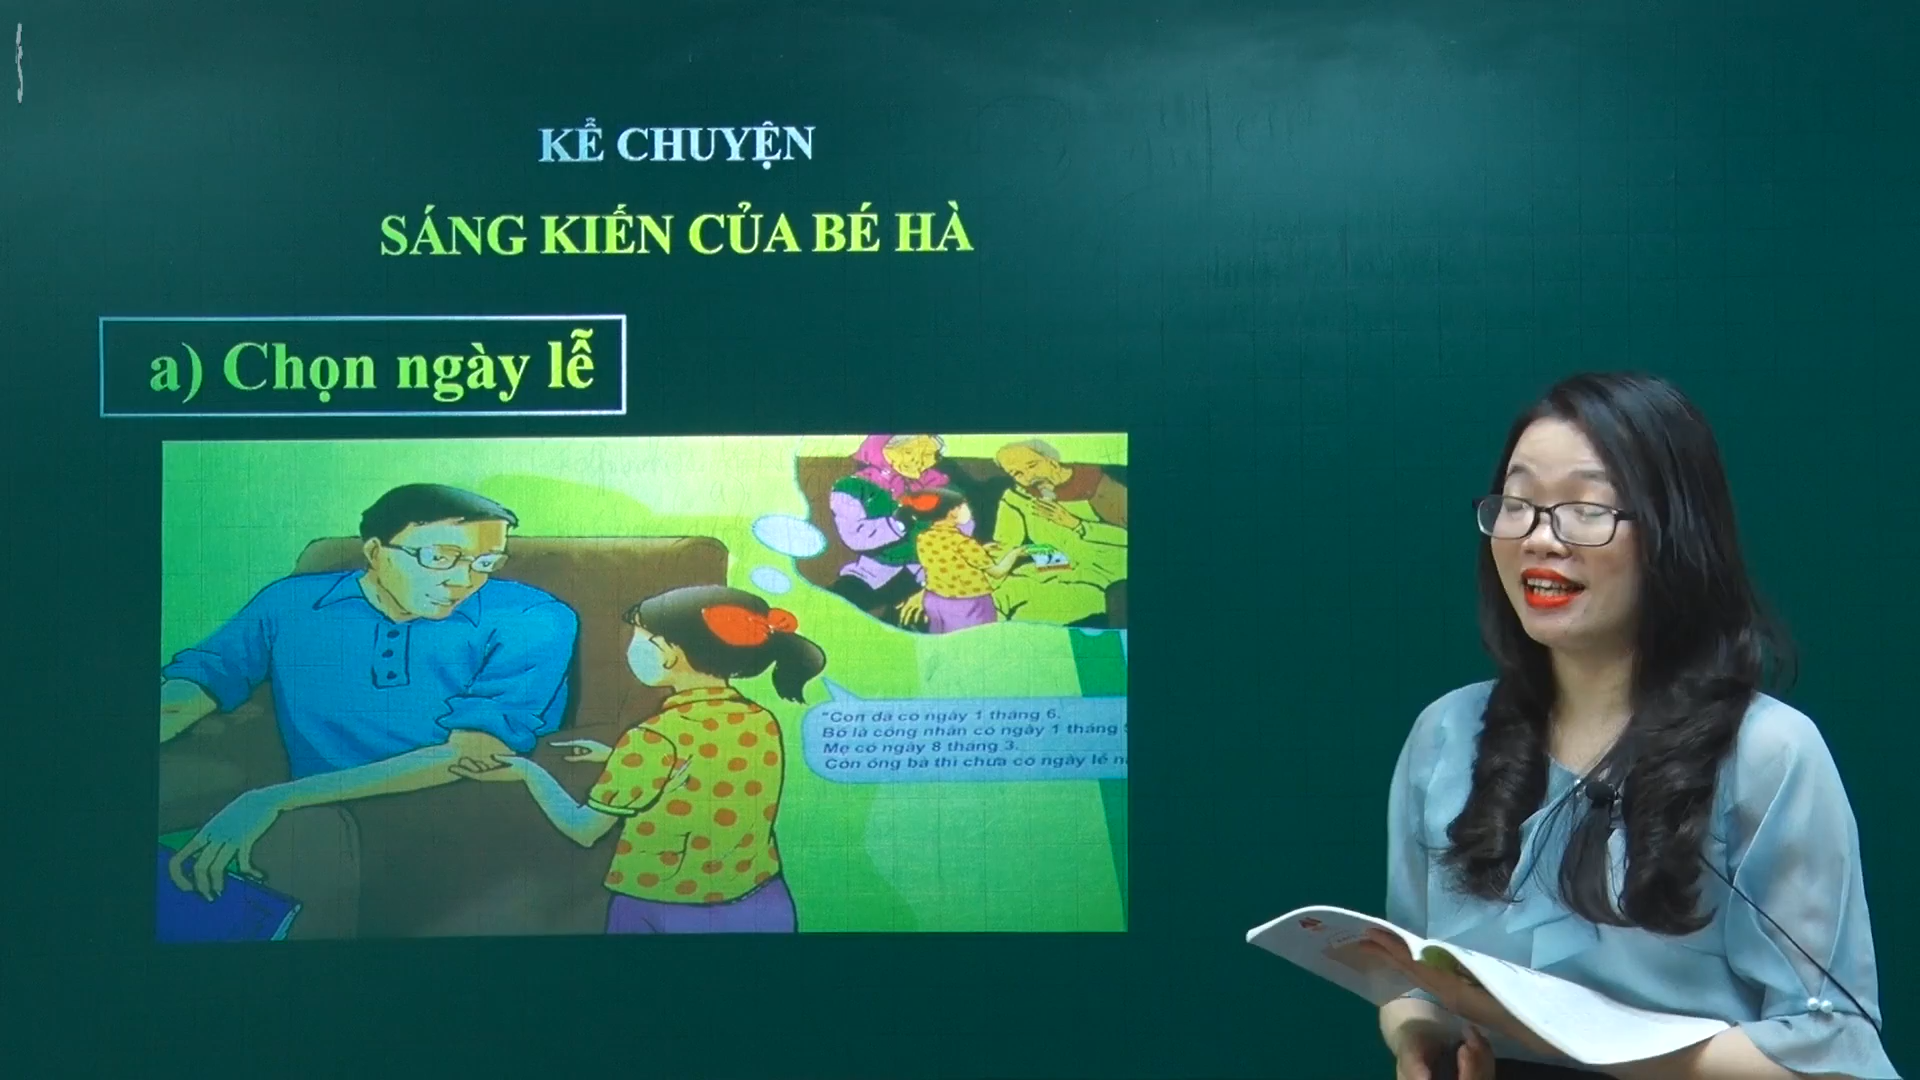 KỂ CHUYỆN
SÁNG KIẾN CỦA BÉ HÀ
a) Chọn ngày lễ
"Con đã có ngày 1 tháng 6.
Bố là công nhân có ngày 1 tháng
Mẹ có ngày 8 tháng 3.
Còn ông bà thì chưa có ngày lễ